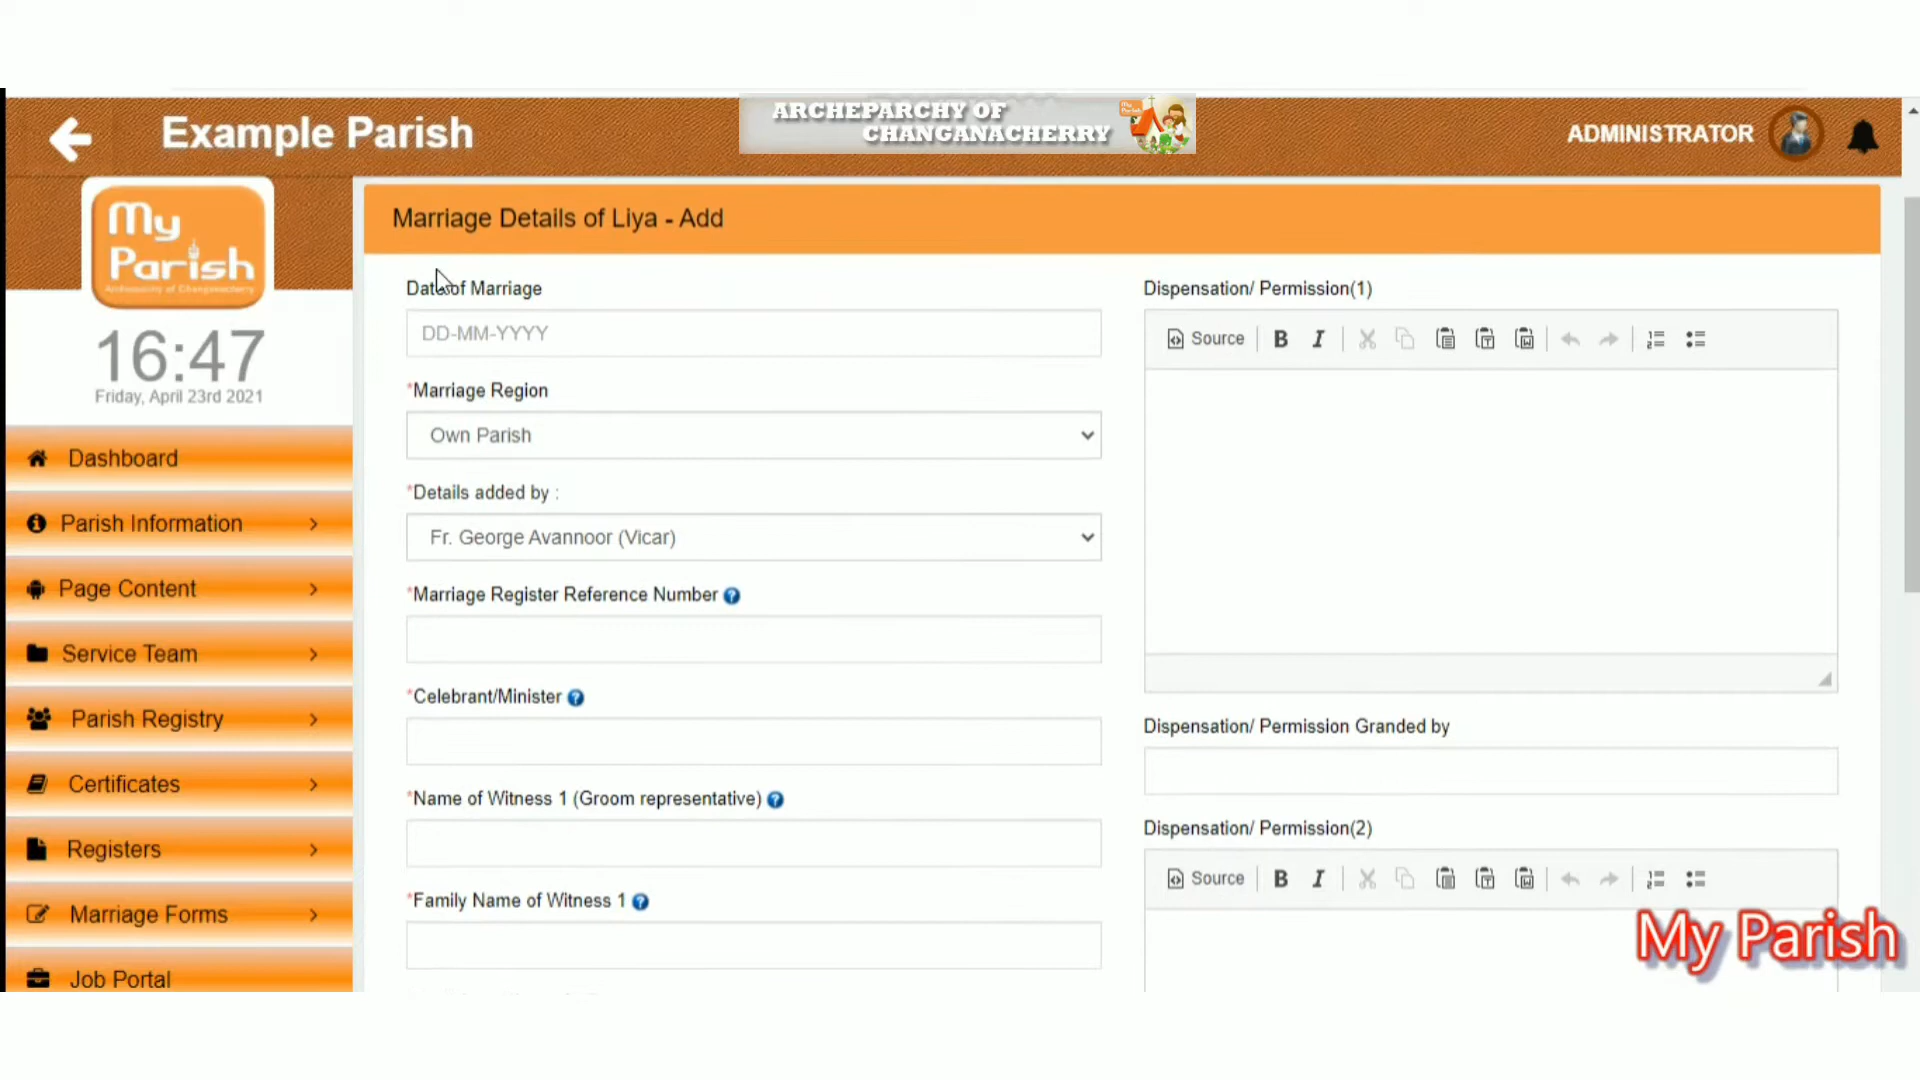 Example Parish
ARCHEPARCHY OF
CHANGANACHERRY
ADMINISTRATOR
My
Parish
16:47
Friday, April 23rd 2021
Dashboard
Parish Information
Page Content
Service Team
Parish Registry
Certificates
Registers
Marriage Forms
Job Portal
Marriage Details of Liya - Add
Date of Marriage
DD-MM-YYYY
*Marriage Region
Own Parish
*Details added by :
Fr. George Avannoor (Vicar)
*Marriage Register Reference Number
*Celebrant/Minister
*Name of Witness 1 (Groom representative)
*Family Name of Witness 1
Dispensation/ Permission(1)
Source B I
Dispensation/ Permission Granded by
Dispensation/ Permission(2)
Source B I
My Parish